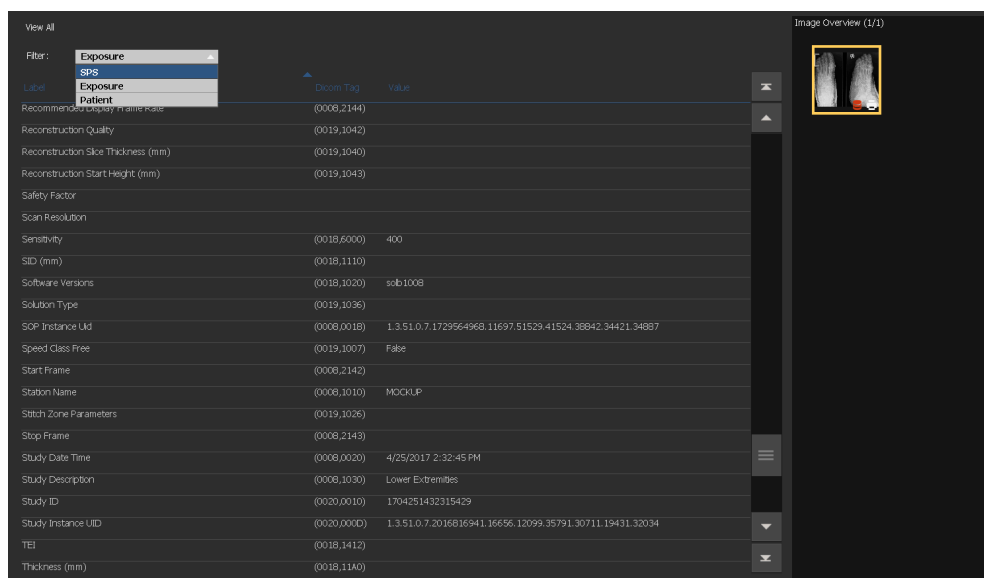 View All
Image Overview (1/1)
Filter: Exposure
SPS
Exposure
Patient
Label Dicom Tag Value
Recommended Display Frame Rate (0008,2144)
Reconstruction Quality (0019,1042)
Reconstruction Slice Thickness (mm) (0019,1040)
Reconstruction Start Height (mm) (0019,1043)
Safety Factor
Scan Resolution
Sensitivity (0018,6000) 400
SID (mm) (0018,1110)
Software Versions (0018,1020) solb1008
Solution Type (0019,1036)
SOP Instance Uid (0008,0018) 1.3.51.0.7.1729564968.11697.51529.41524.38842.34421.34887
Speed Class Free (0019,1007) False
Start Frame (0008,2142)
Station Name (0008,1010) MOCKUP
Stitch Zone Parameters (0019,1026)
Stop Frame (0008,2143)
Study Date Time (0008,0020) 4/25/2017 2:32:45 PM
Study Description (0008,1030) Lower Extremities
Study ID (0020,0010) 1704251432315429
Study Instance UID (0020,000D) 1.3.51.0.7.2016816941.16656.12099.35791.30711.19431.32034
TEI (0018,1412)
Thickness (mm) (0018,11A0)